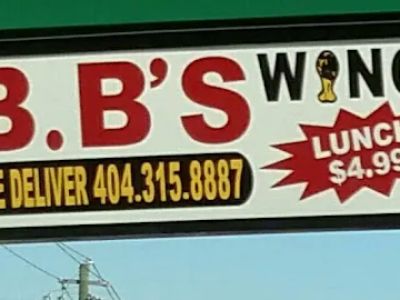 B.B'S WING
E DELIVER 404.315.8887
LUNCH
$4.99